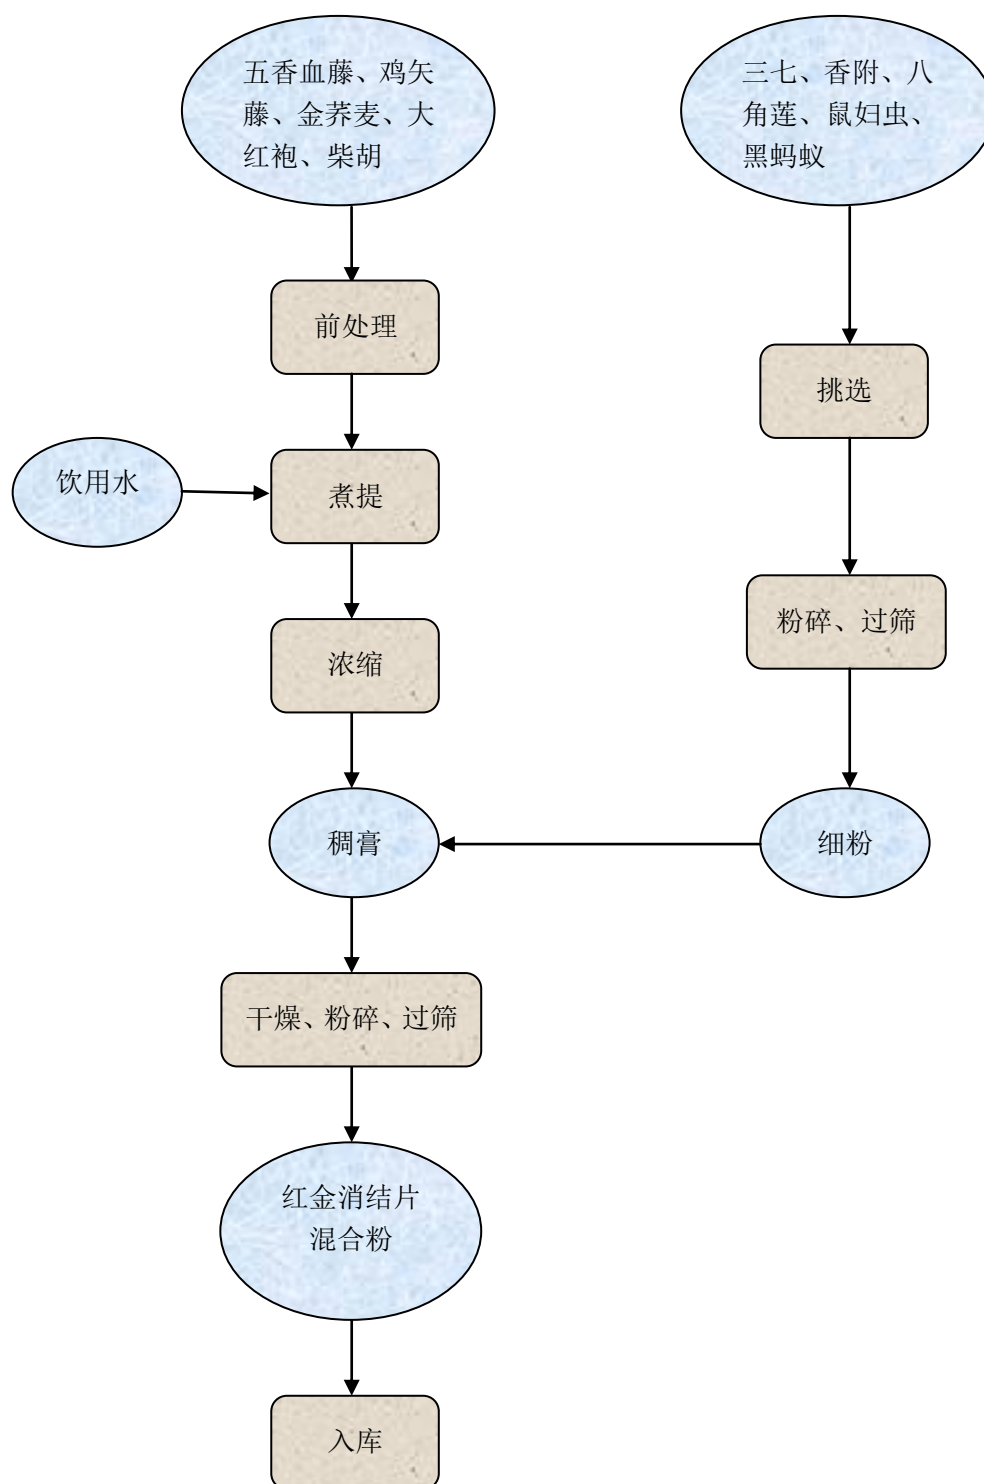 五香血藤、鸡矢
藤、金荞麦、大
红袍、柴胡
三七、香附、八
角莲、鼠妇虫、
黑蚂蚁
前处理
挑选
饮用水
煮提
粉碎、过筛
浓缩
稠膏
细粉
干燥、粉碎、过筛
红金消结片
混合粉
入库